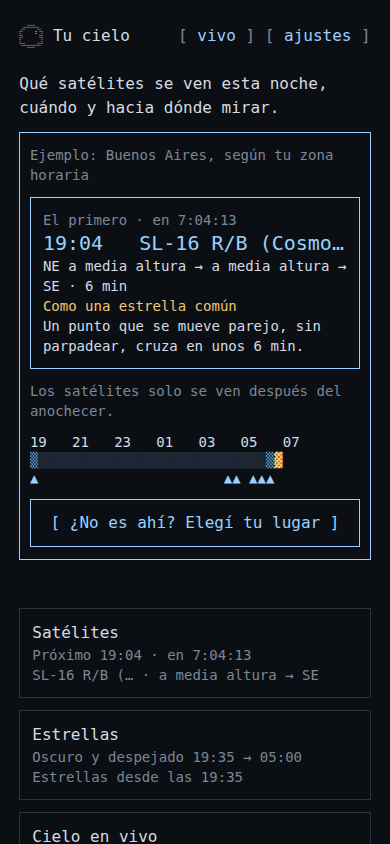 Tu cielo [ vivo ] [ ajustes ]
Qué satélites se ven esta noche,
cuándo y hacia dónde mirar.
Ejemplo: Buenos Aires, según tu zona
horaria
El primero · en 7:04:13
19:04 SL-16 R/B (Cosmo…
NE a media altura → a media altura →
SE · 6 min
Como una estrella común
Un punto que se mueve parejo, sin
parpadear, cruza en unos 6 min.
Los satélites solo se ven después del
anochecer.
19 21 23 01 03 05 07
[ ¿No es ahí? Elegí tu lugar ]
Satélites
Próximo 19:04 · en 7:04:13
SL-16 R/B (… · a media altura → SE
Estrellas
Oscuro y despejado 19:35 → 05:00
Estrellas desde las 19:35
Cielo en vivo